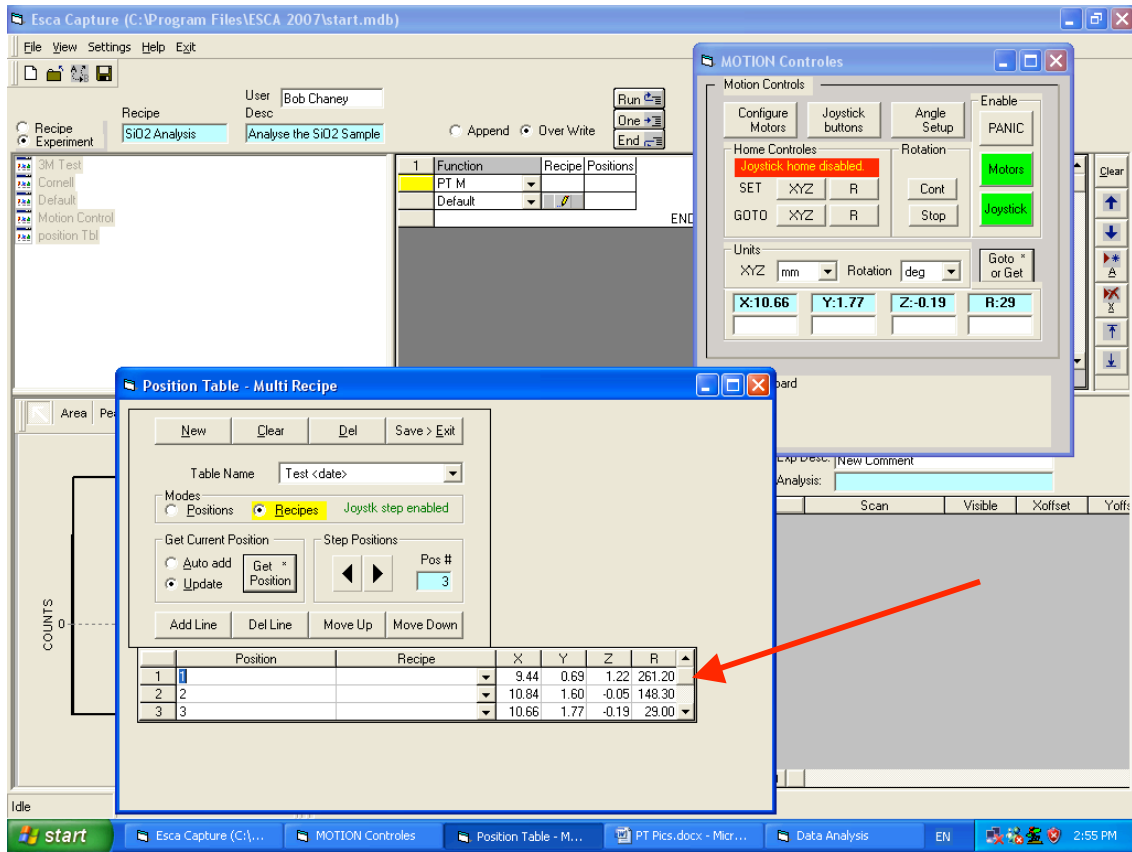 Esca Capture (C:\Program Files\ESCA 2007\start.mdb)
File View Settings Help Exit
Recipe
Experiment
Recipe
SiO2 Analysis
User Bob Chaney
Desc
Analyse the SiO2 Sample
Append Over Write
Run
One
End
3M Test
Cornell
Default
Motion Control
position Tbl
1 Function Recipe Positions
PT M
Default
END
Clear
A
X
MOTION Controles
Motion Controls
Configure Motors
Joystick buttons
Angle Setup
Enable
PANIC
Motors
Joystick
Home Controles
Joystick home disabled.
SET XYZ R
GOTO XYZ R
Rotation
Cont
Stop
Units
XYZ mm Rotation deg
Goto * or Get
X:10.66 Y:1.77 Z:-0.19 R:29
oard
Exp Desc: New Comment
Analysis:
Scan Visible Xoffset Yoffs
Area Pea
COUNTS
0
Position Table - Multi Recipe
New Clear Del Save > Exit
Table Name Test <date>
Modes
Positions Recipes Joystk step enabled
Get Current Position
Auto add
Update
Get * Position
Step Positions
Pos #
3
Add Line Del Line Move Up Move Down
Position Recipe X Y Z R
1 1 9.44 0.69 1.22 261.20
2 2 10.84 1.60 -0.05 148.30
3 3 10.66 1.77 -0.19 29.00
Idle
start Esca Capture (C:\... MOTION Controles Position Table - M... PT Pics.docx - Micr... Data Analysis EN 2:55 PM